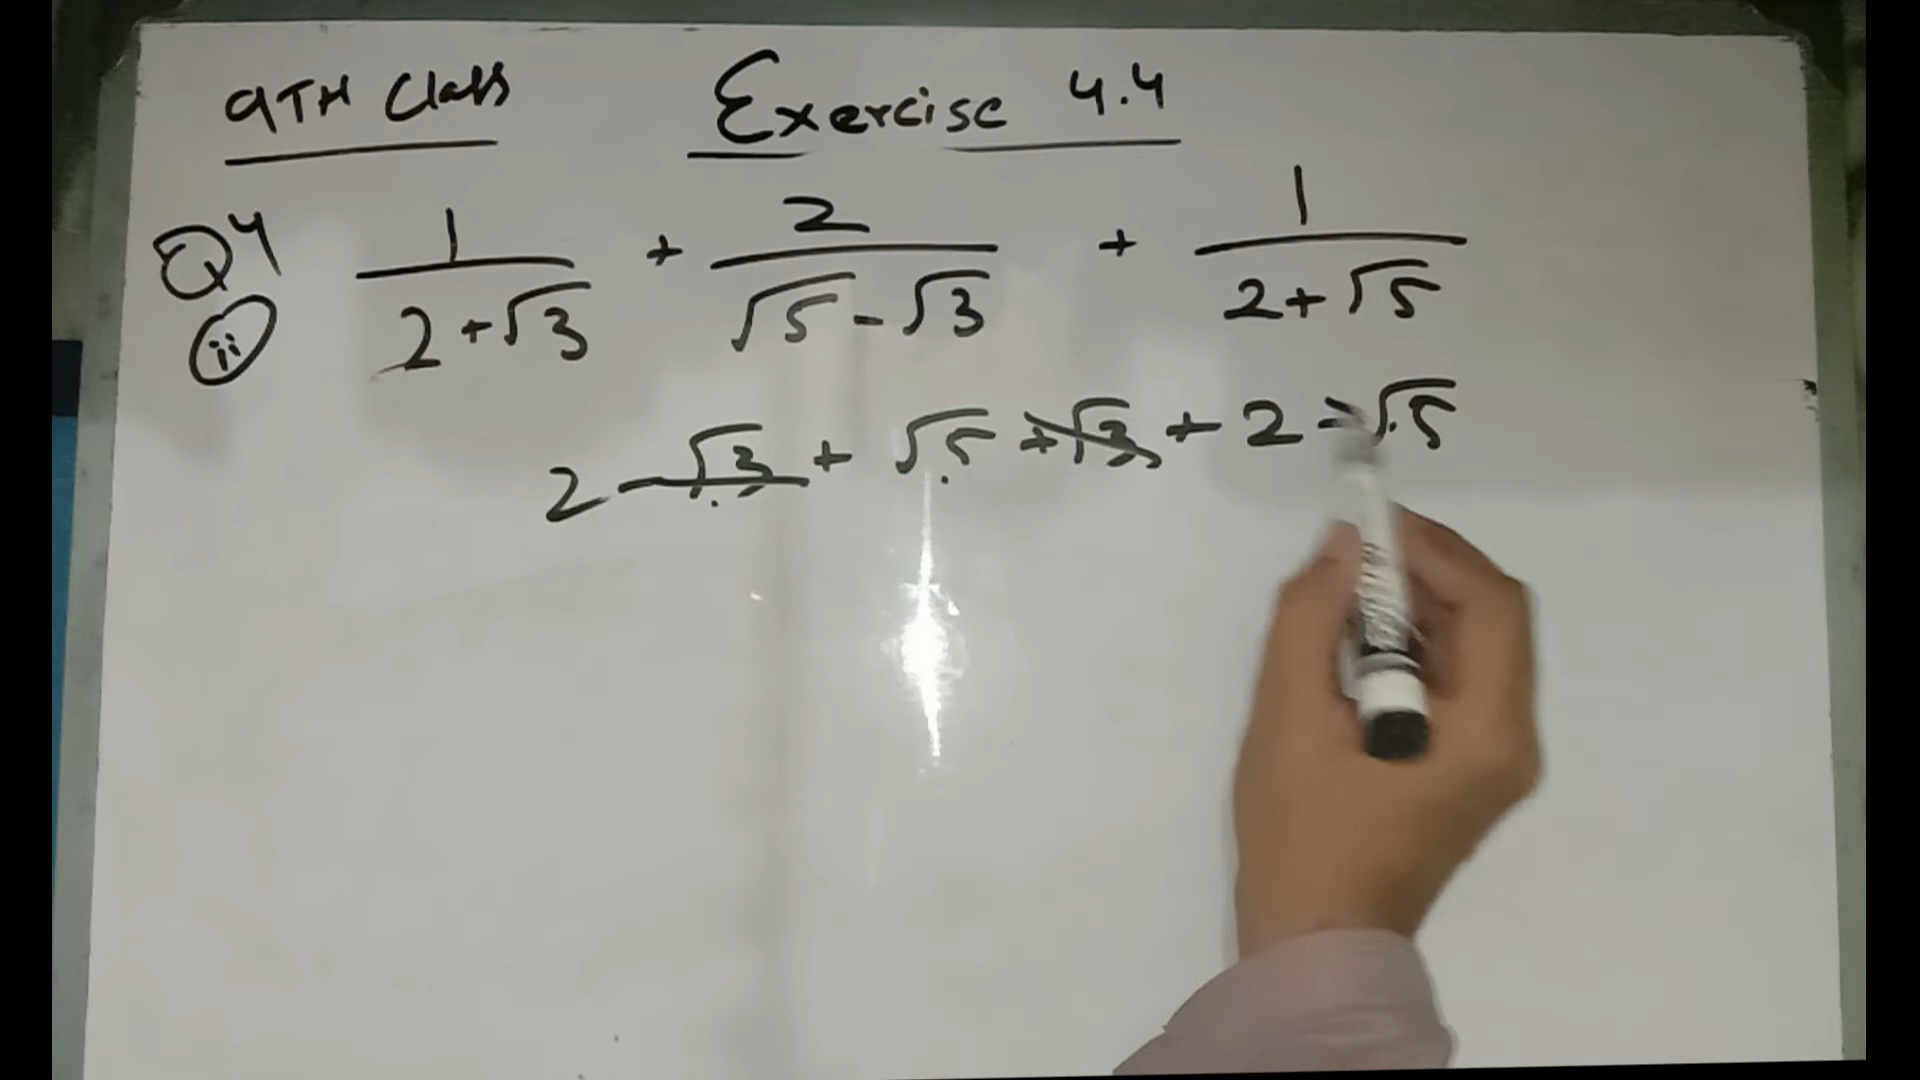 9TH Class Exercise 4.4
Q4 ii 1/(2+√3) + 2/(√5-√3) + 1/(2+√5)
2 - √3 + √5 + √3 + 2 - √5